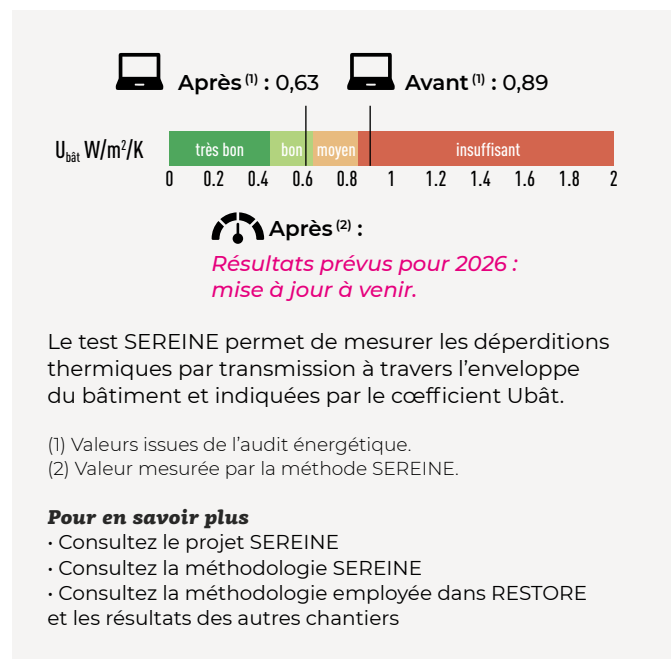 Après (1) : 0,63 Avant (1) : 0,89
Ubât W/m²/K très bon bon moyen insuffisant
0 0.2 0.4 0.6 0.8 1 1.2 1.4 1.6 1.8 2
Après (2) :
Résultats prévus pour 2026 :
mise à jour à venir.
Le test SEREINE permet de mesurer les déperditions
thermiques par transmission à travers l’enveloppe
du bâtiment et indiquées par le cœfficient Ubât.
(1) Valeurs issues de l’audit énergétique.
(2) Valeur mesurée par la méthode SEREINE.
Pour en savoir plus
• Consultez le projet SEREINE
• Consultez la méthodologie SEREINE
• Consultez la méthodologie employée dans RESTORE
et les résultats des autres chantiers